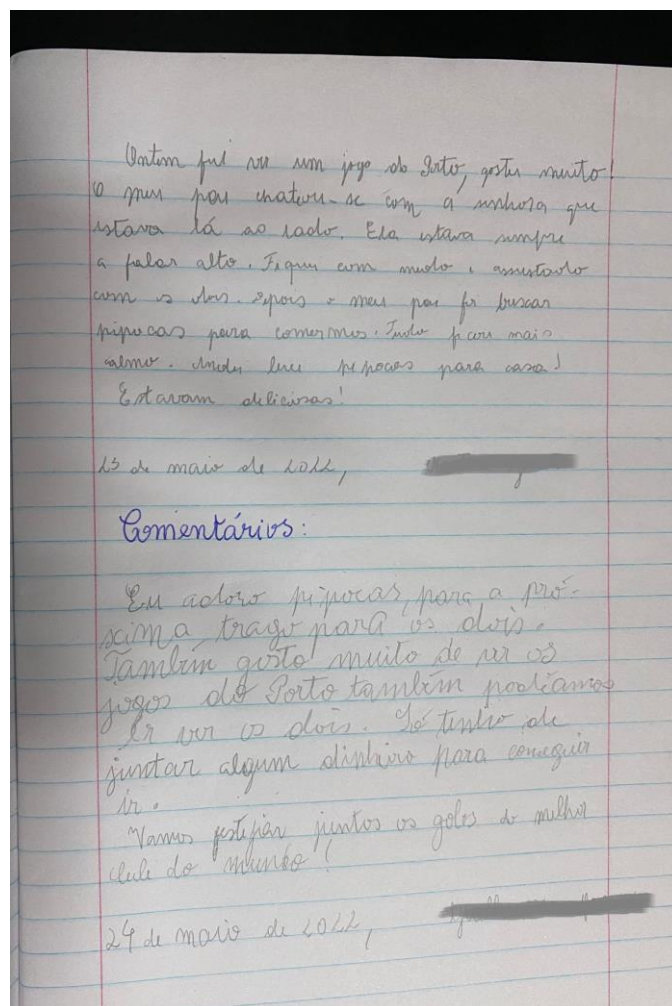 Ontem fui ver um jogo do Porto, gostei muito!
O meu pai chateou-se com a senhora que
estava lá ao lado. Ela estava sempre
a falar alto. Fiquei com medo e assustado
com os dois. Depois o meu pai foi buscar
pipocas para comermos. Tudo ficou mais
calmo. Ainda levei pipocas para casa!
Estavam deliciosas!
23 de maio de 2022,
Comentários:
Eu adoro pipocas, para a pró-
xima trago para os dois.
Também gosto muito de ver os
jogos do Porto também podíamos
ir ver os dois. Só tenho de
juntar algum dinheiro para conseguir
ir.
Vamos festejar juntos os golos do melhor
clube do mundo!
24 de maio de 2022,